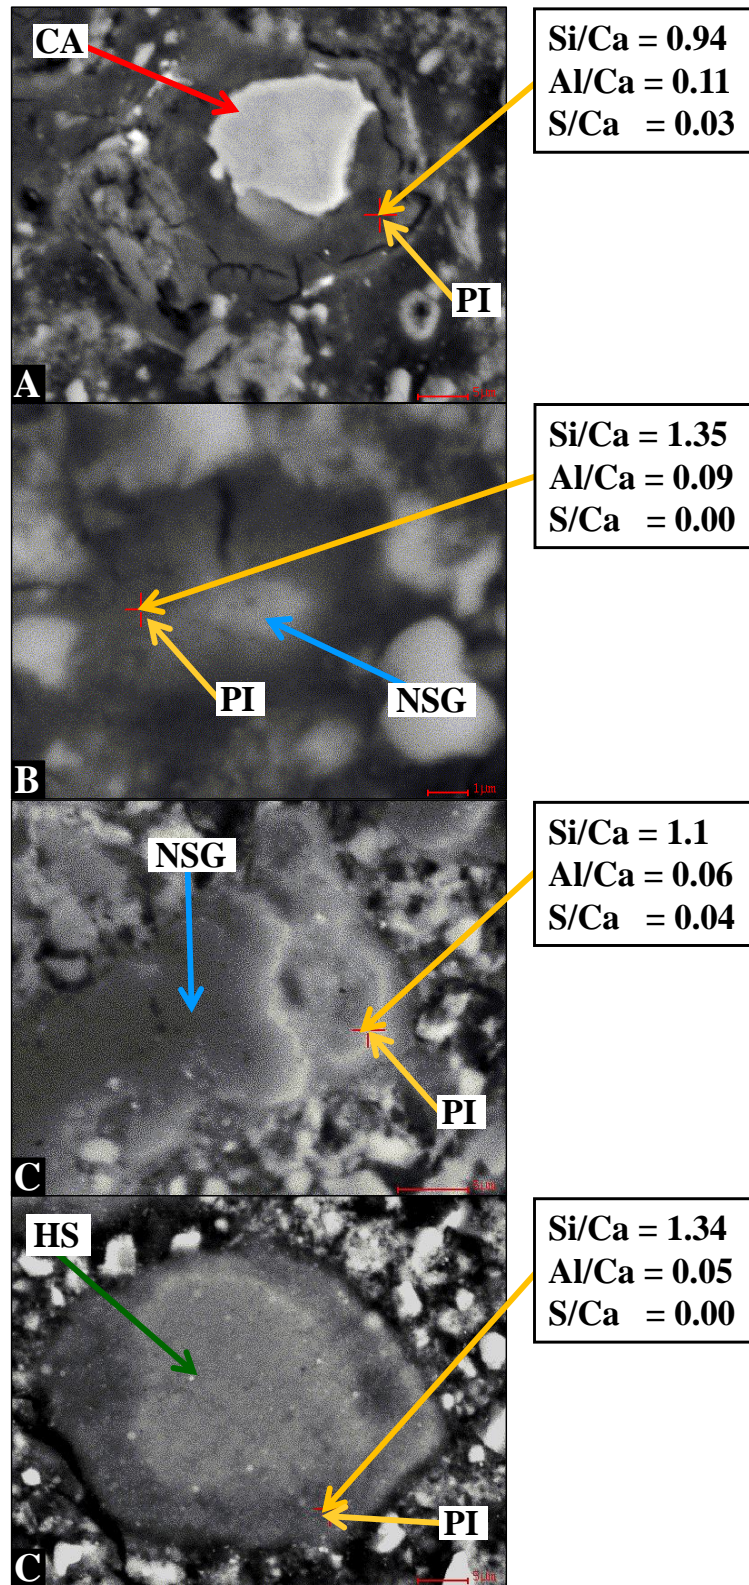 CA
Si/Ca = 0.94
Al/Ca = 0.11
S/Ca = 0.03
PI
A
Si/Ca = 1.35
Al/Ca = 0.09
S/Ca = 0.00
PI
NSG
1µm
B
NSG
Si/Ca = 1.1
Al/Ca = 0.06
S/Ca = 0.04
PI
C
HS
Si/Ca = 1.34
Al/Ca = 0.05
S/Ca = 0.00
PI
C